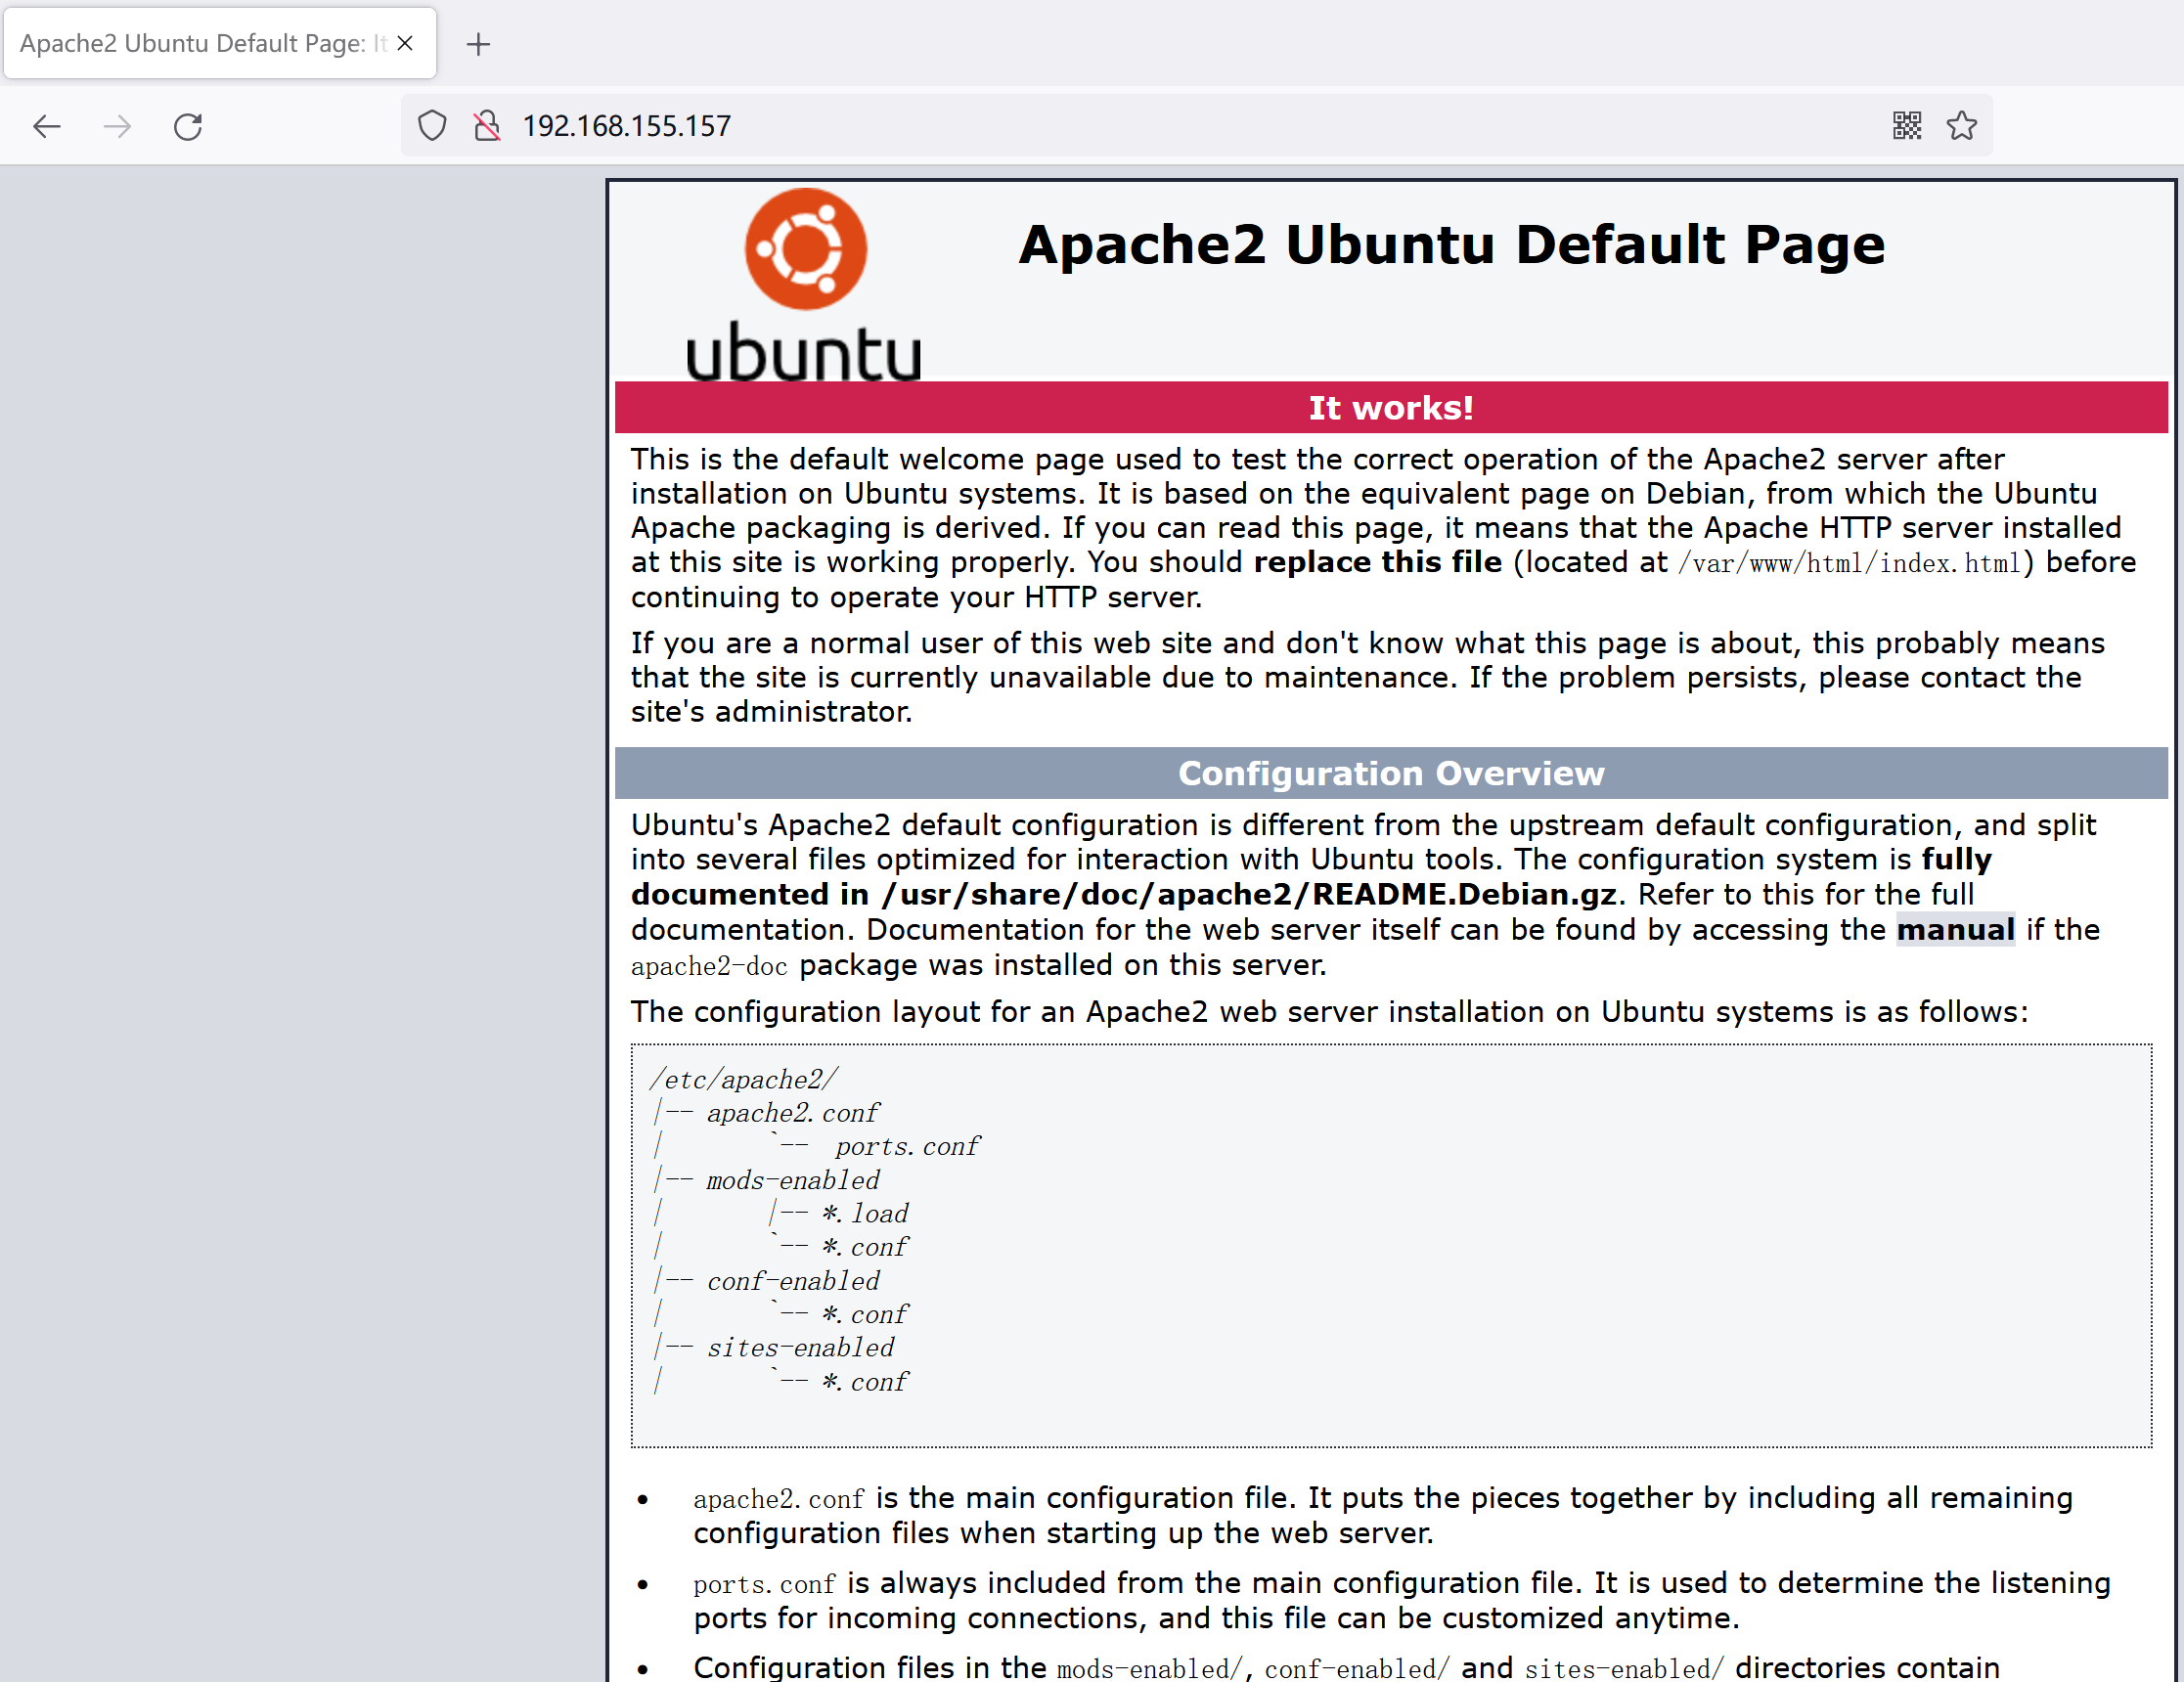 Apache2 Ubuntu Default Page: It
192.168.155.157
ubuntu
Apache2 Ubuntu Default Page
It works!
This is the default welcome page used to test the correct operation of the Apache2 server after
installation on Ubuntu systems. It is based on the equivalent page on Debian, from which the Ubuntu
Apache packaging is derived. If you can read this page, it means that the Apache HTTP server installed
at this site is working properly. You should replace this file (located at /var/www/html/index.html) before
continuing to operate your HTTP server.
If you are a normal user of this web site and don't know what this page is about, this probably means
that the site is currently unavailable due to maintenance. If the problem persists, please contact the
site's administrator.
Configuration Overview
Ubuntu's Apache2 default configuration is different from the upstream default configuration, and split
into several files optimized for interaction with Ubuntu tools. The configuration system is fully
documented in /usr/share/doc/apache2/README.Debian.gz. Refer to this for the full
documentation. Documentation for the web server itself can be found by accessing the manual if the
apache2-doc package was installed on this server.
The configuration layout for an Apache2 web server installation on Ubuntu systems is as follows:
/etc/apache2/
|-- apache2.conf
|       `--  ports.conf
|-- mods-enabled
|       |-- *.load
|       `-- *.conf
|-- conf-enabled
|       `-- *.conf
|-- sites-enabled
|       `-- *.conf
• apache2.conf is the main configuration file. It puts the pieces together by including all remaining
configuration files when starting up the web server.
• ports.conf is always included from the main configuration file. It is used to determine the listening
ports for incoming connections, and this file can be customized anytime.
• Configuration files in the mods-enabled/, conf-enabled/ and sites-enabled/ directories contain